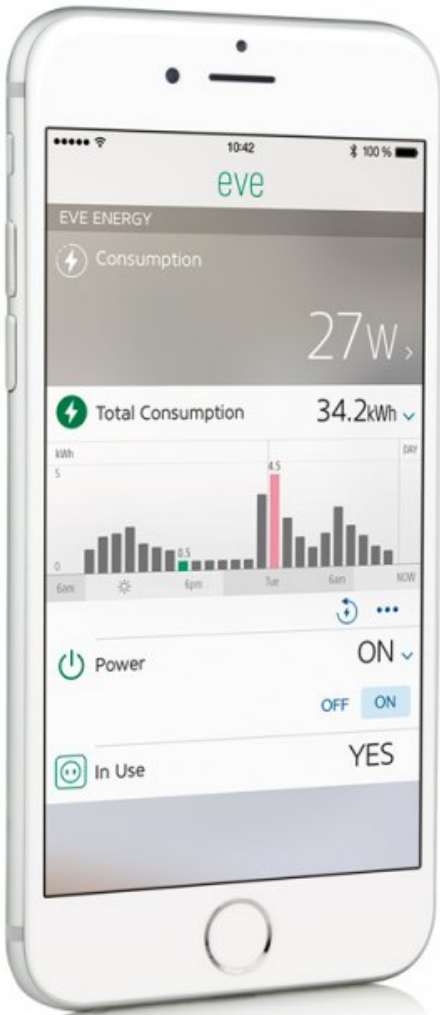 10:42
100 %
eve
EVE ENERGY
Consumption
27W
Total Consumption 34.2kWh
kWh DAY
5
4.5
0.5
0
6am 6pm Tue 6am NOW
Power ON
OFF ON
In Use YES